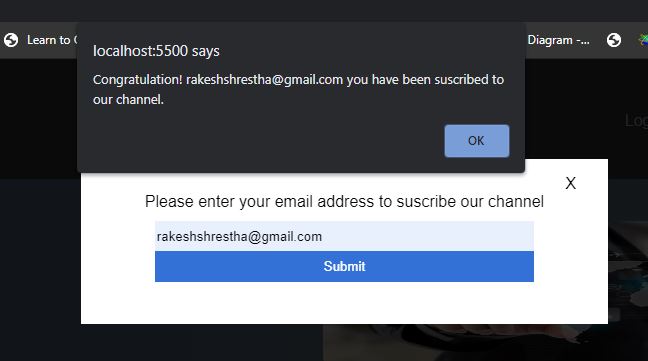 Learn to
Diagram -...
localhost:5500 says
Congratulation! rakeshshrestha@gmail.com you have been suscribed to
our channel.
OK
X
Please enter your email address to suscribe our channel
rakeshshrestha@gmail.com
Submit